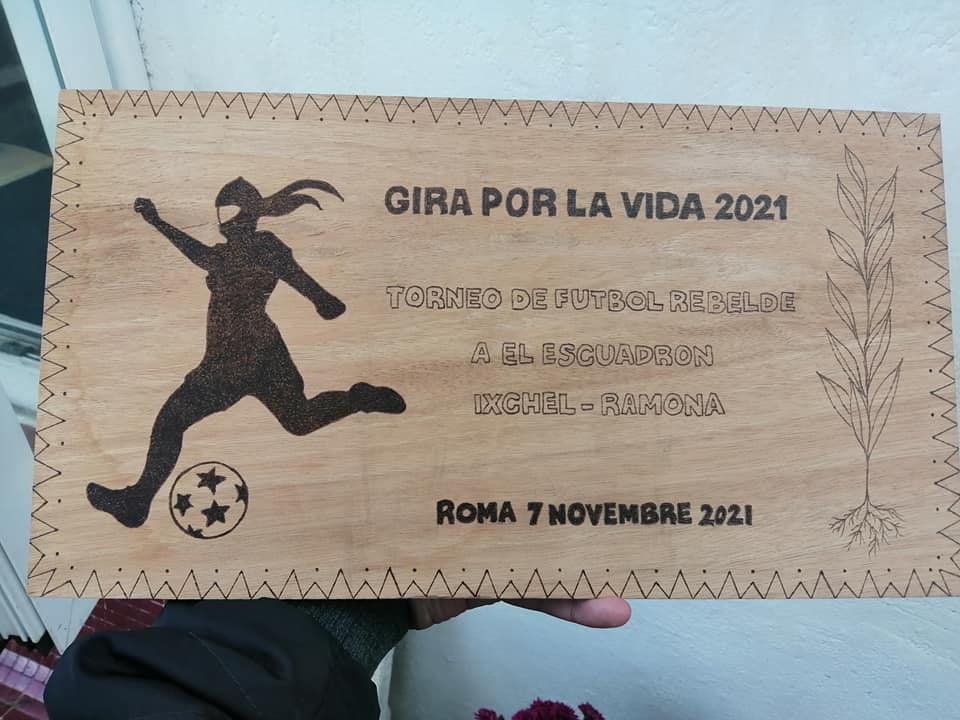 GIRA POR LA VIDA 2021
TORNEO DE FUTBOL REBELDE
A EL ESCUADRON
IXCHEL - RAMONA
ROMA 7 NOVEMBRE 2021